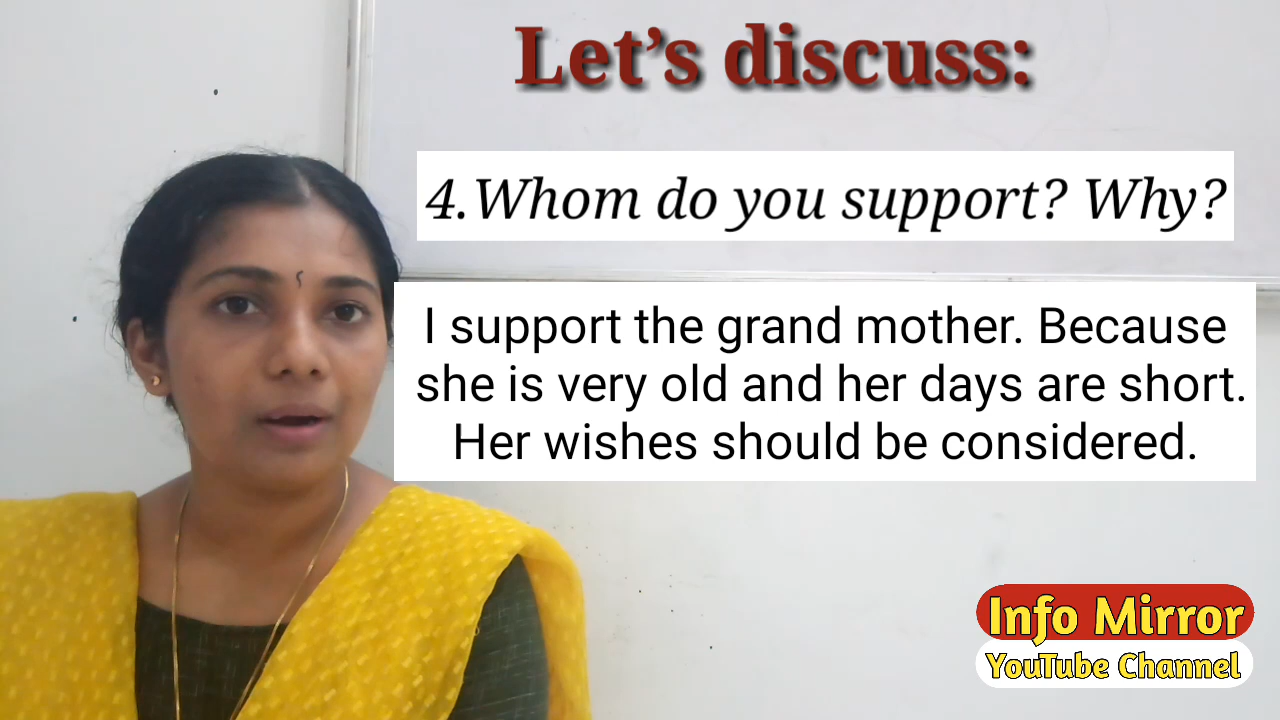 Let’s discuss:
4.Whom do you support? Why?
I support the grand mother. Because
she is very old and her days are short.
Her wishes should be considered.
Info Mirror
YouTube Channel